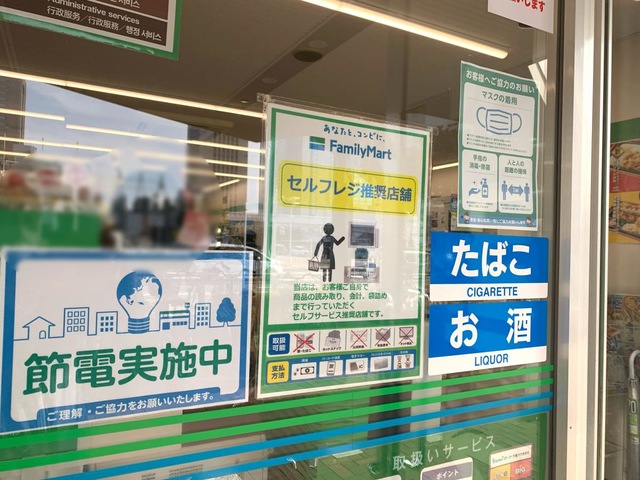 Administrative services
行政服务／行政服務／행정 서비스
お客様へご協力のお願い
マスクの着用
手指の
消毒・除菌
人と人の
距離の確保
あなたと、コンビに、
FamilyMart
セルフレジ推奨店舗
当店は、お客様ご自身で
商品の読み取り、会計、袋詰め
まで行っていただく
セルフサービス推奨店舗です。
取扱
可能
支払
方法
たばこ
CIGARETTE
お 酒
LIQUOR
節電実施中
ご理解・ご協力をお願いいたします。
取扱いサービス
ポイント